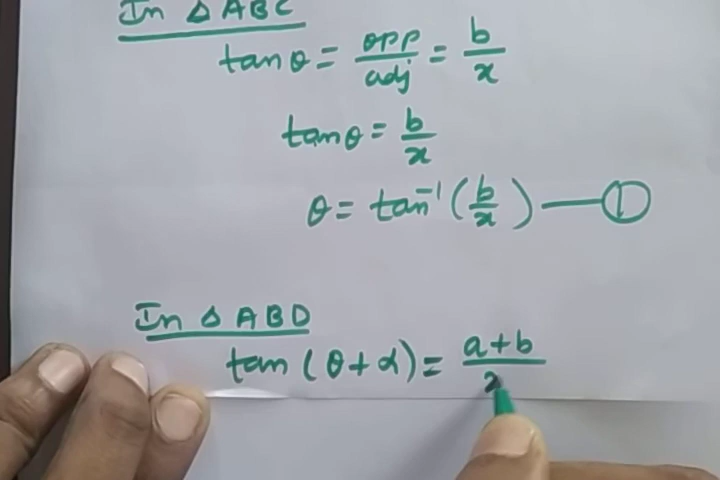 In △ ABC
tanθ = opp/adj = b/x
tanθ = b/x
θ = tan⁻¹ (b/x) — ①
In △ ABD
tan (θ+α) = a+b/x